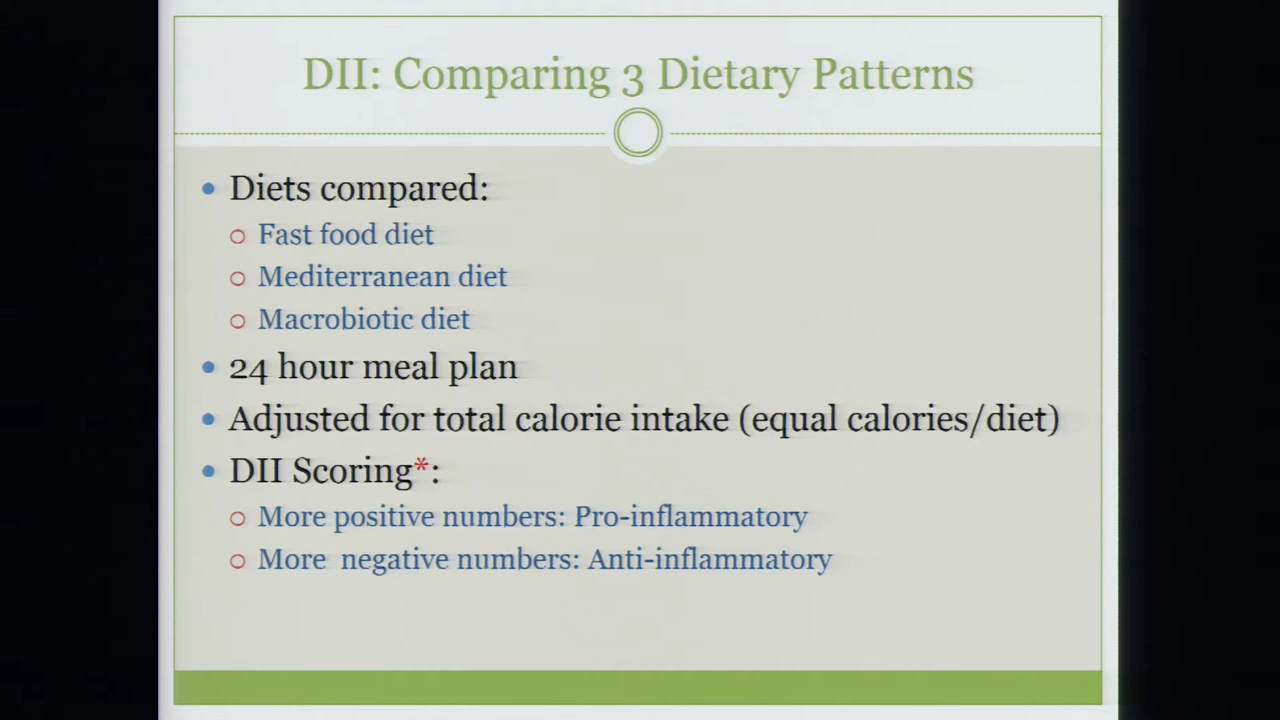 DII: Comparing 3 Dietary Patterns
Diets compared:
Fast food diet
Mediterranean diet
Macrobiotic diet
24 hour meal plan
Adjusted for total calorie intake (equal calories/diet)
DII Scoring*:
More positive numbers: Pro-inflammatory
More negative numbers: Anti-inflammatory